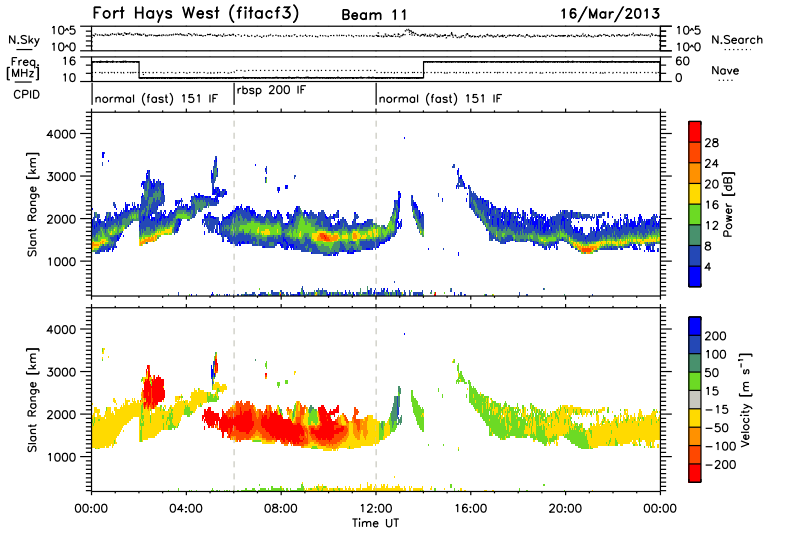 Fort Hays West (fitacf3) Beam 11 16/Mar/2013
N.Sky 10^5 10^0 10^5 10^0 N.Search
Freq. [MHz] 16 10 60 0 Nave
CPID normal (fast) 151 IF rbsp 200 IF normal (fast) 151 IF
Slant Range [km] 4000 3000 2000 1000
Power [dB] 28 24 20 16 12 8 4
Slant Range [km] 4000 3000 2000 1000
Velocity [m s⁻¹] 200 100 50 15 −15 −50 −100 −200
00:00 04:00 08:00 12:00 16:00 20:00 00:00
Time UT